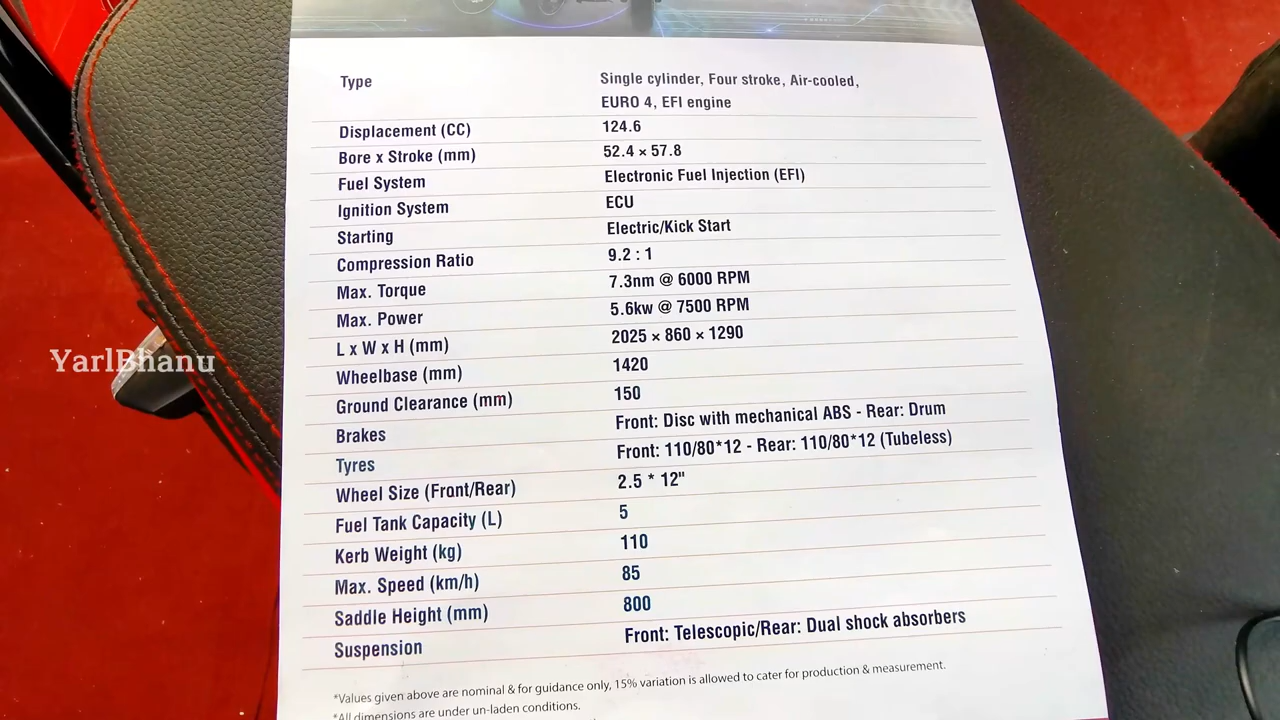 Type Single cylinder, Four stroke, Air-cooled,
EURO 4, EFI engine
Displacement (CC) 124.6
Bore x Stroke (mm) 52.4 × 57.8
Fuel System Electronic Fuel Injection (EFI)
Ignition System ECU
Starting Electric/Kick Start
Compression Ratio 9.2 : 1
Max. Torque 7.3nm @ 6000 RPM
Max. Power 5.6kw @ 7500 RPM
L x W x H (mm) 2025 × 860 × 1290
Wheelbase (mm) 1420
Ground Clearance (mm) 150
Brakes Front: Disc with mechanical ABS - Rear: Drum
Tyres Front: 110/80*12 - Rear: 110/80*12 (Tubeless)
Wheel Size (Front/Rear) 2.5 * 12"
Fuel Tank Capacity (L) 5
Kerb Weight (kg) 110
Max. Speed (km/h) 85
Saddle Height (mm) 800
Suspension Front: Telescopic/Rear: Dual shock absorbers
*Values given above are nominal & for guidance only, 15% variation is allowed to cater for production & measurement.
*All dimensions are under un-laden conditions.
YarlBhanu